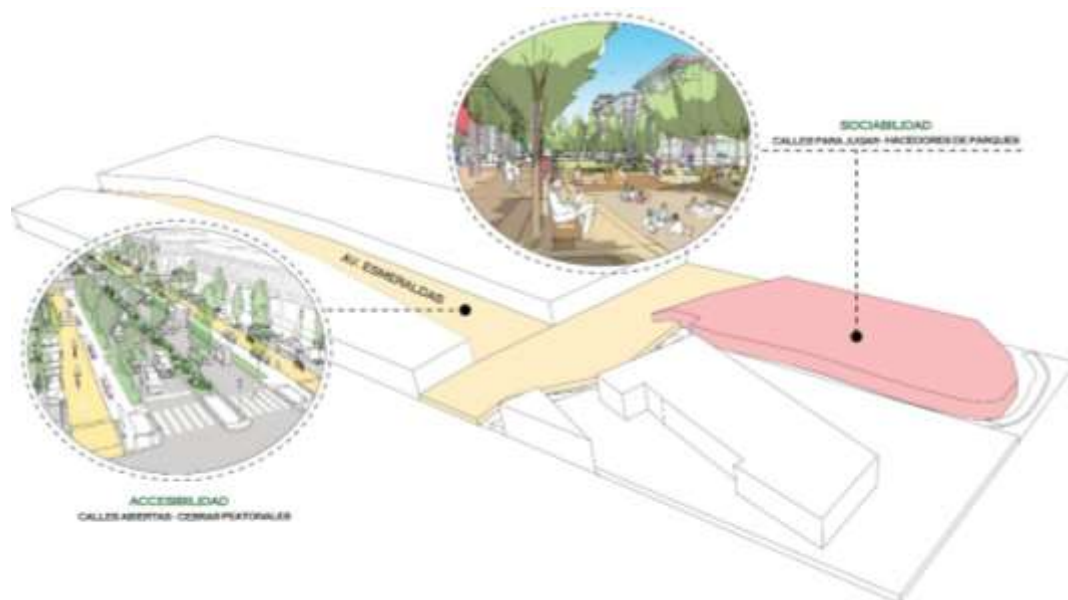 SOCIABILIDAD
CALLES PARA JUGAR - HACEDORES DE PARQUES
AV. ESMERALDAS
ACCESIBILIDAD
CALLES ABIERTAS - CEBRAS PEATONALES